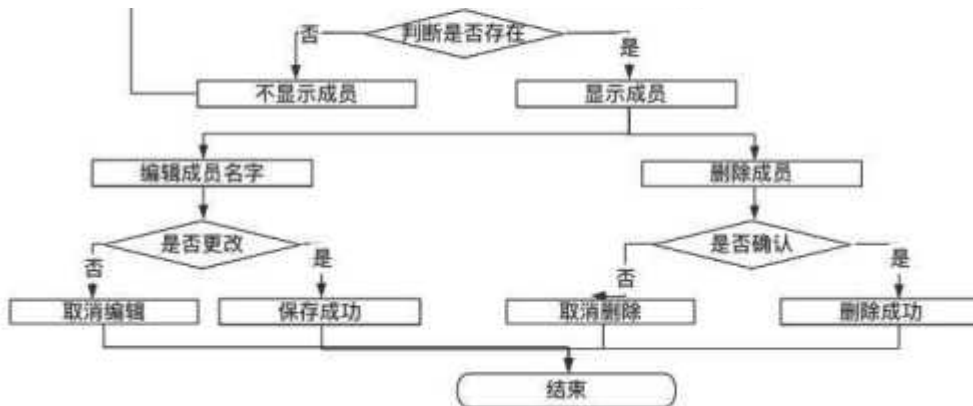 判断是否存在
否
是
不显示成员
显示成员
编辑成员名字
删除成员
是否更改
是否确认
否
是
否
是
取消编辑
保存成功
取消删除
删除成功
结束